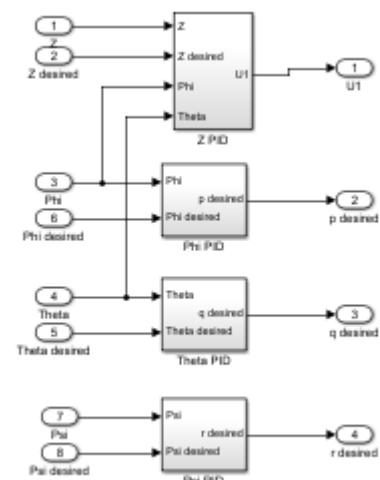 1
Z
Z
2
Z desired
Z desired
U1
1
U1
Phi
Theta
Z PID
3
Phi
Phi
p desired
2
p desired
6
Phi desired
Phi desired
Phi PID
4
Theta
Theta
q desired
3
q desired
5
Theta desired
Theta desired
Theta PID
7
Psi
Psi
r desired
4
r desired
8
Psi desired
Psi desired